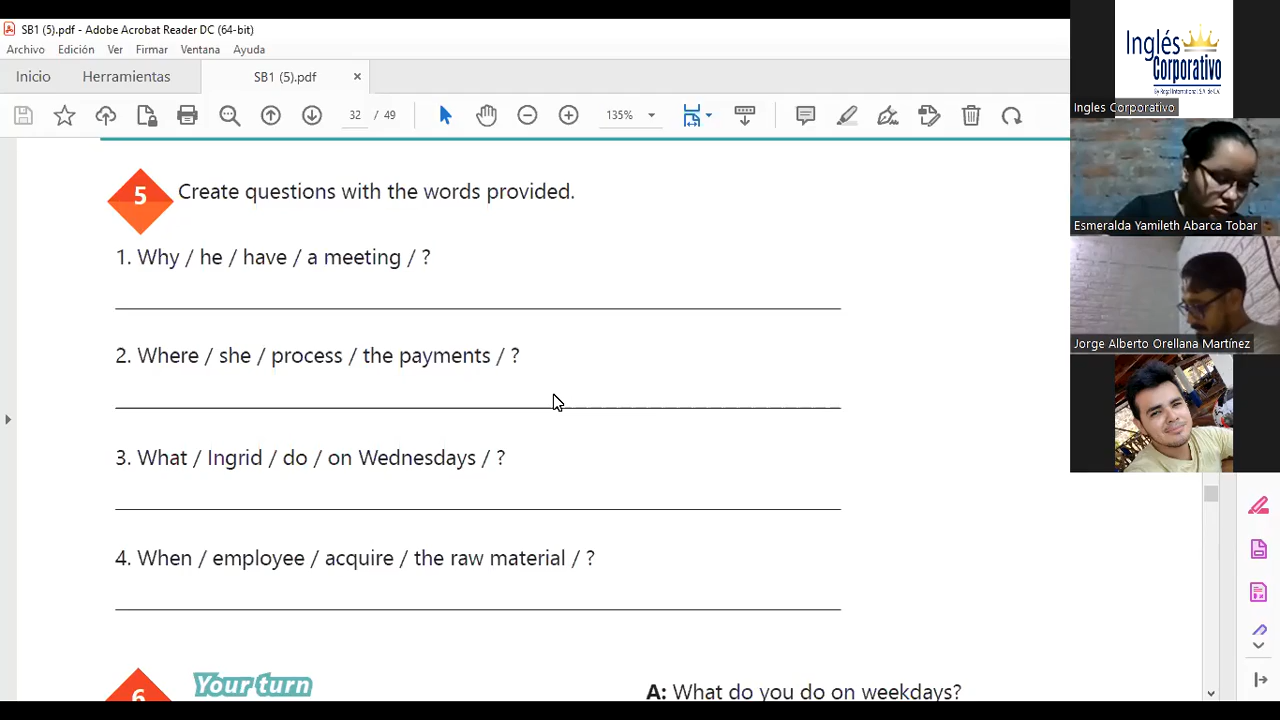 SB1 (5).pdf - Adobe Acrobat Reader DC (64-bit)
Archivo Edición Ver Firmar Ventana Ayuda
Inicio Herramientas SB1 (5).pdf ×
32 / 49 135%
5 Create questions with the words provided.
1. Why / he / have / a meeting / ?
2. Where / she / process / the payments / ?
3. What / Ingrid / do / on Wednesdays / ?
4. When / employee / acquire / the raw material / ?
6 Your turn
A: What do you do on weekdays?
Inglés
Corporativo
Ingles Corporativo
Esmeralda Yamileth Abarca Tobar
Jorge Alberto Orellana Martínez